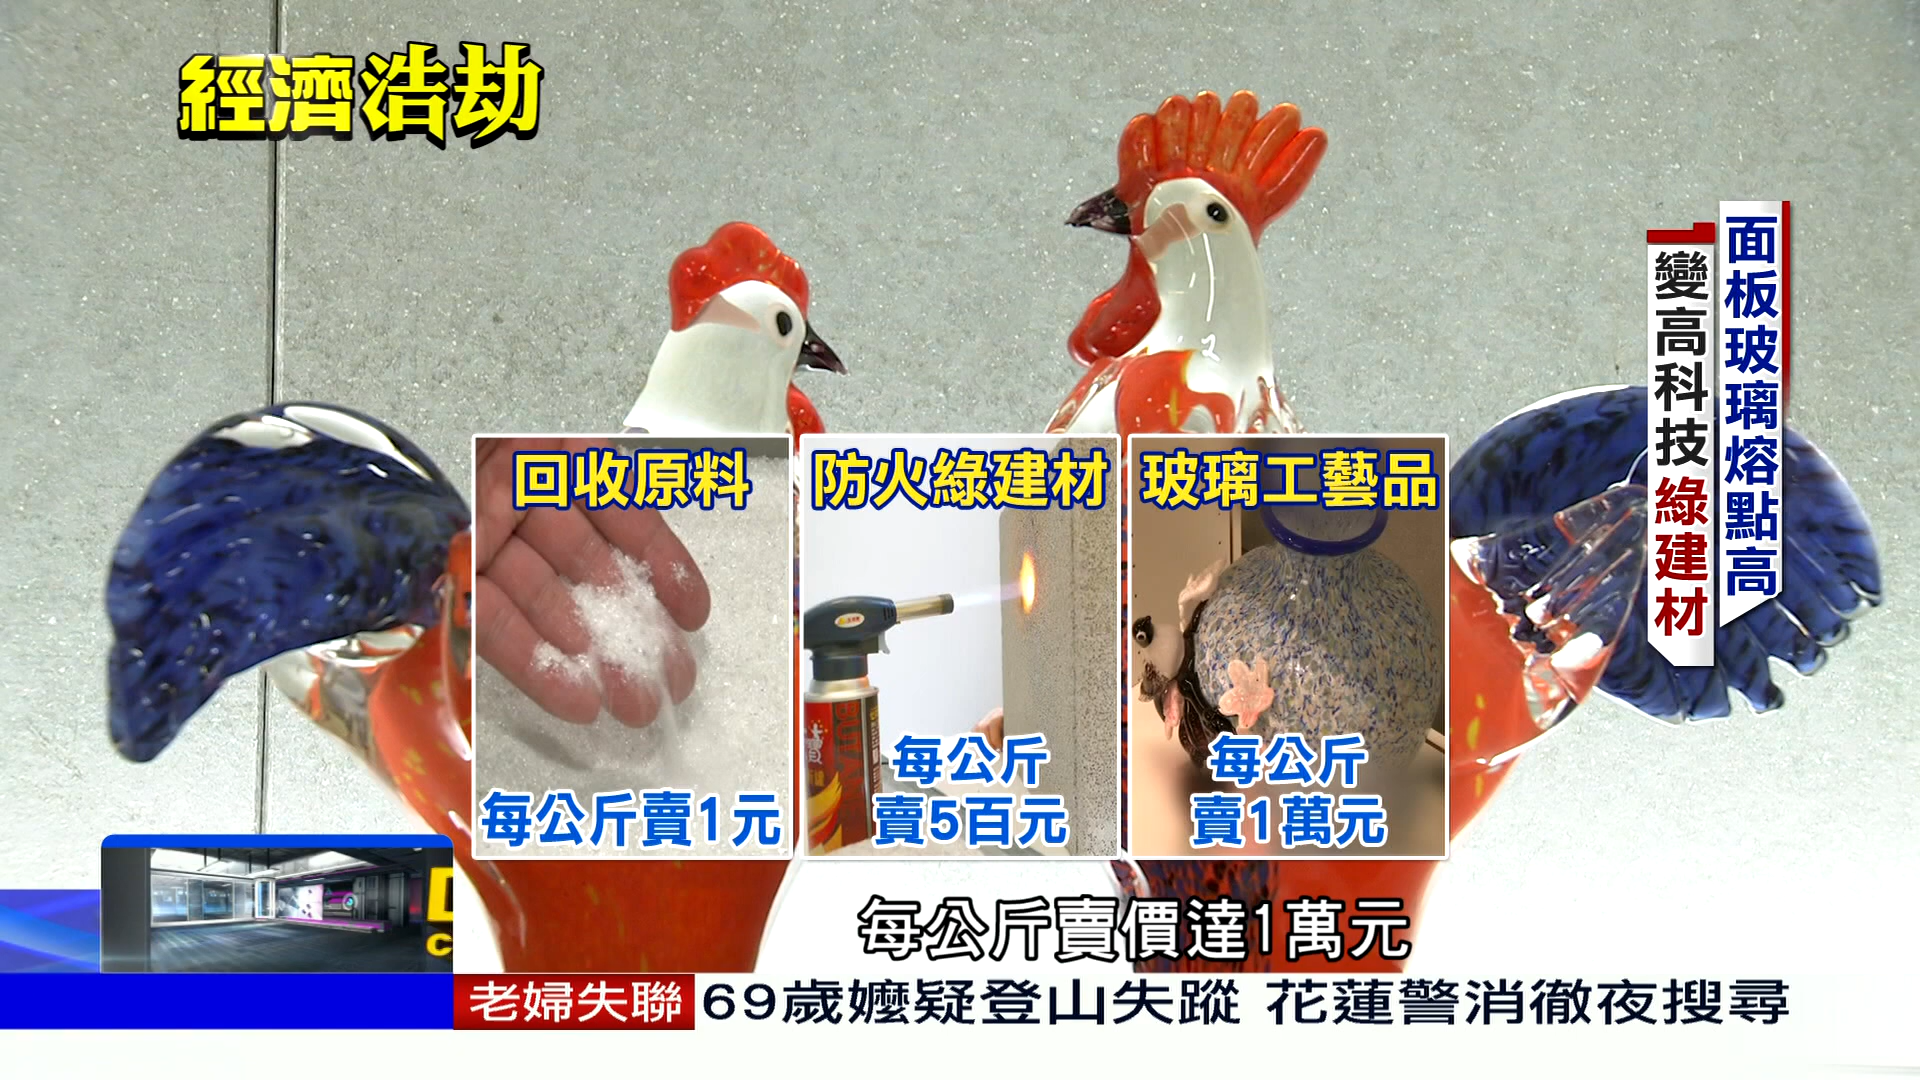 經濟浩劫
面板玻璃熔點高
變高科技綠建材
回收原料
每公斤賣1元
防火綠建材
每公斤
賣5百元
玻璃工藝品
每公斤
賣1萬元
每公斤賣價達1萬元
老婦失聯
69歲嬤疑登山失蹤 花蓮警消徹夜搜尋